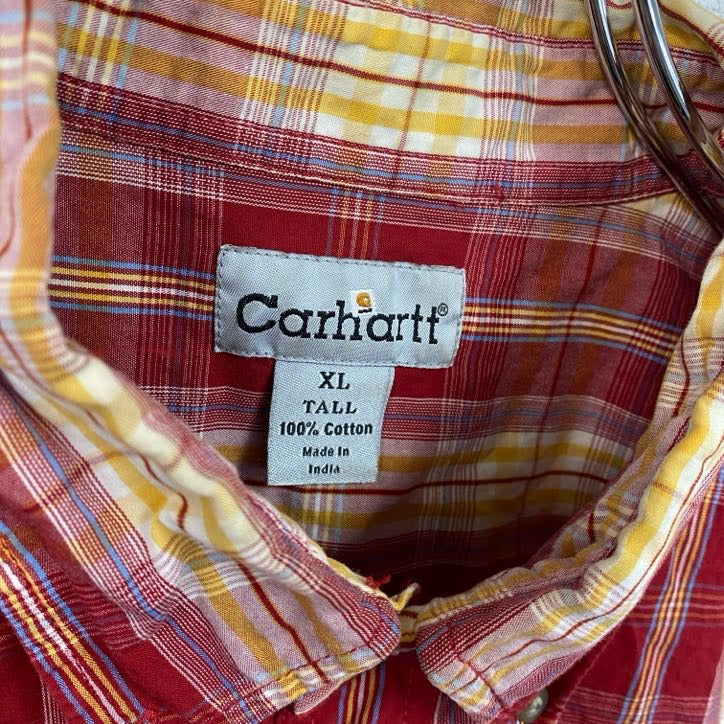 Carhartt®
XL
TALL
100% Cotton
Made In
India